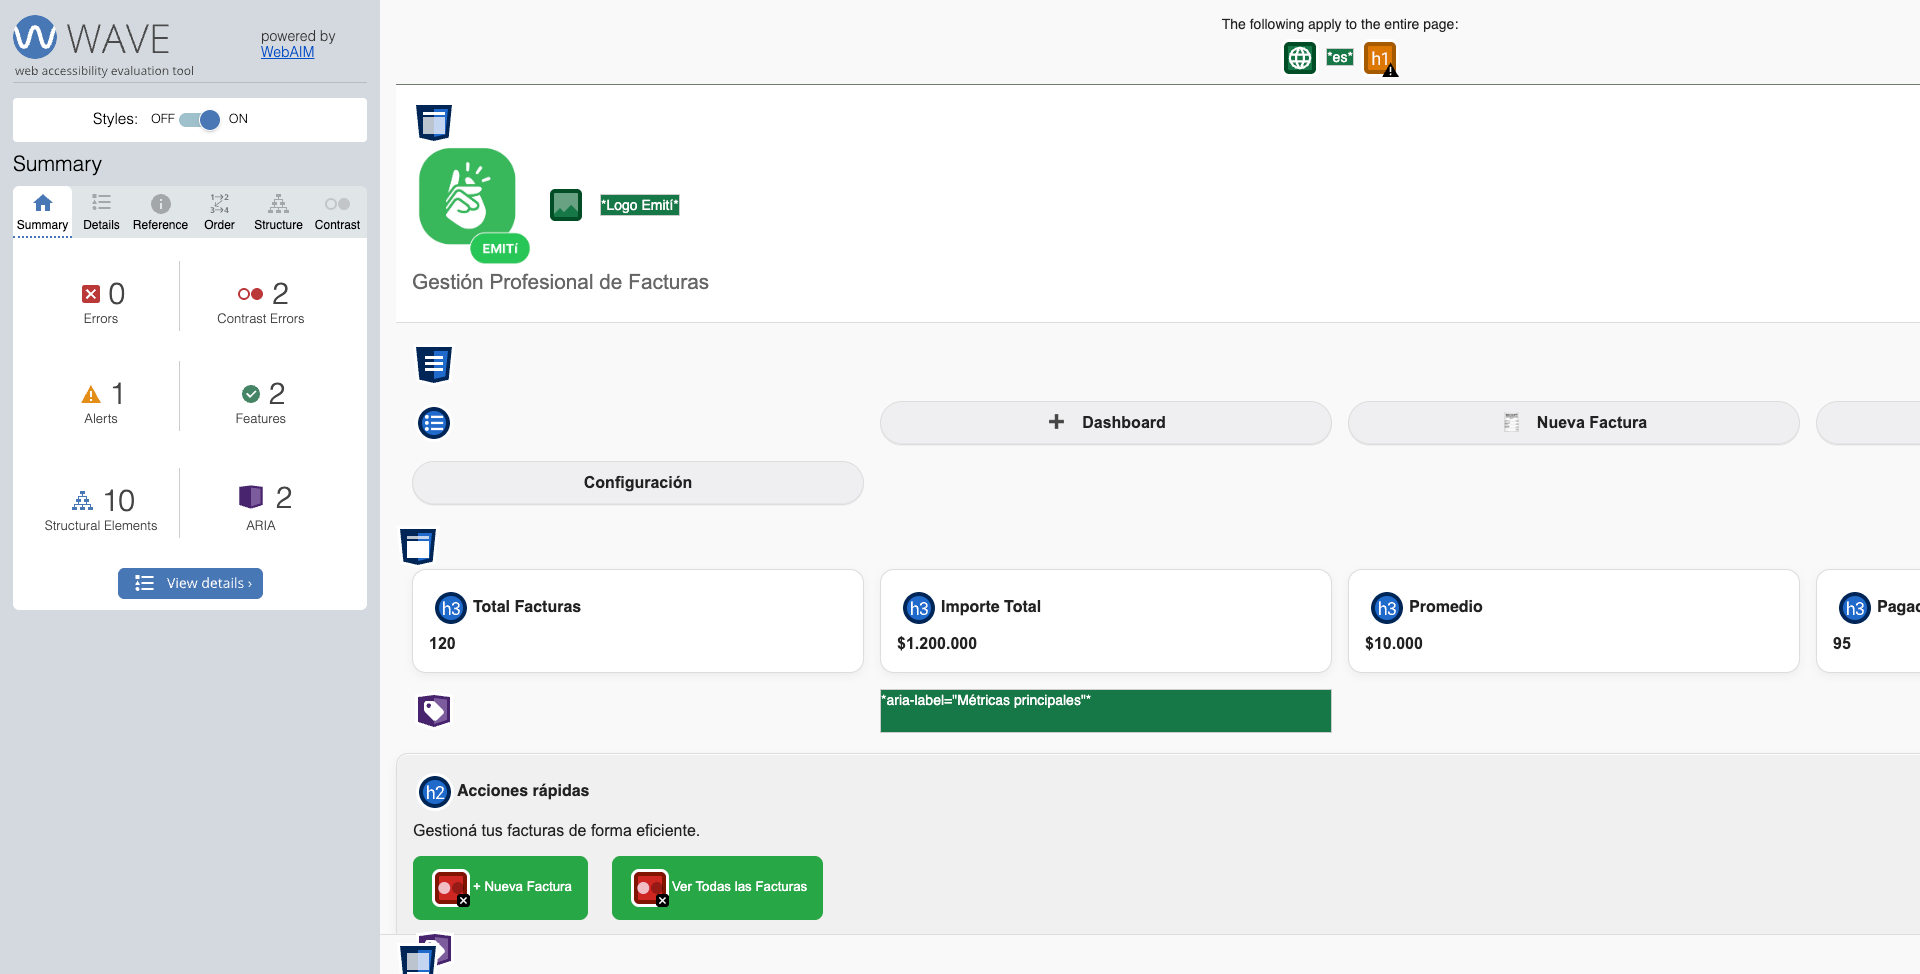 WAVE
powered by
WebAIM
web accessibility evaluation tool
Styles: OFF ON
Summary
Summary Details Reference Order Structure Contrast
0
Errors
2
Contrast Errors
1
Alerts
2
Features
10
Structural Elements
2
ARIA
View details ›
The following apply to the entire page:
*es* h1
EMITÍ
*Logo Emití*
Gestión Profesional de Facturas
Dashboard
Nueva Factura
Configuración
h3 Total Facturas
120
h3 Importe Total
$1.200.000
h3 Promedio
$10.000
h3 Pagac
95
*aria-label="Métricas principales"*
h2 Acciones rápidas
Gestioná tus facturas de forma eficiente.
+ Nueva Factura
Ver Todas las Facturas